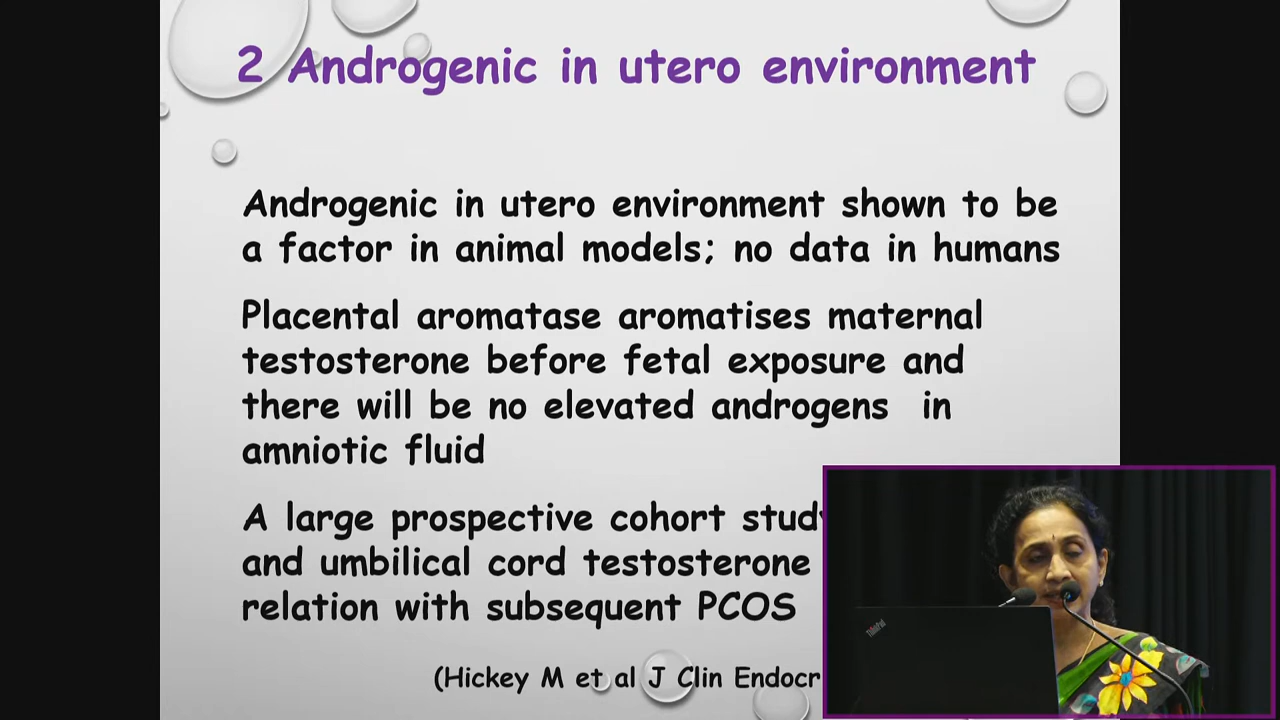 2 Androgenic in utero environment
Androgenic in utero environment shown to be
a factor in animal models; no data in humans
Placental aromatase aromatises maternal
testosterone before fetal exposure and
there will be no elevated androgens in
amniotic fluid
A large prospective cohort study
and umbilical cord testosterone
relation with subsequent PCOS
(Hickey M et al J Clin Endocr
ThinkPad